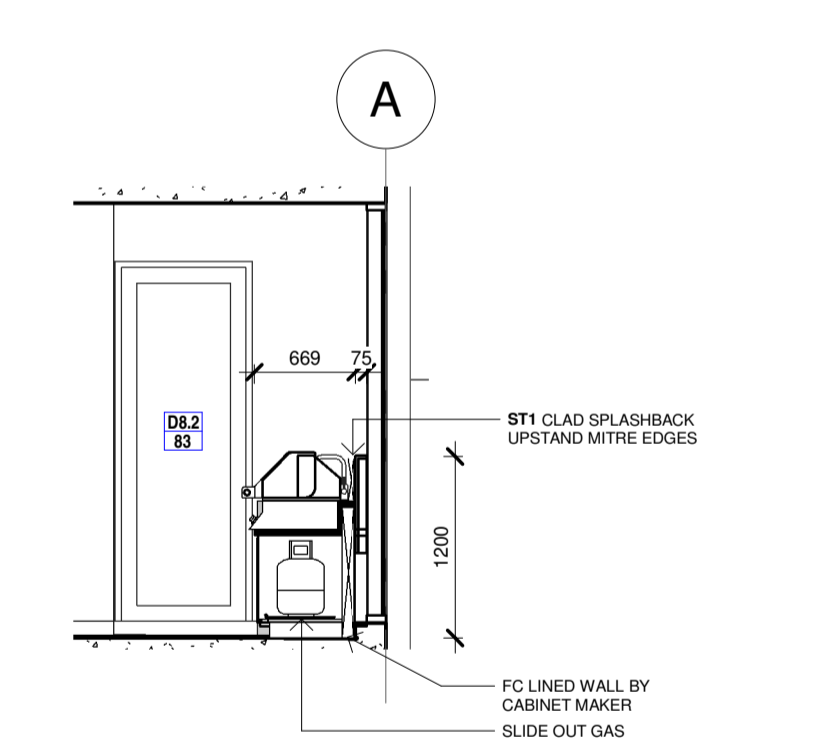 A
669
75
D8.2
83
ST1 CLAD SPLASHBACK
UPSTAND MITRE EDGES
1200
FC LINED WALL BY
CABINET MAKER
SLIDE OUT GAS